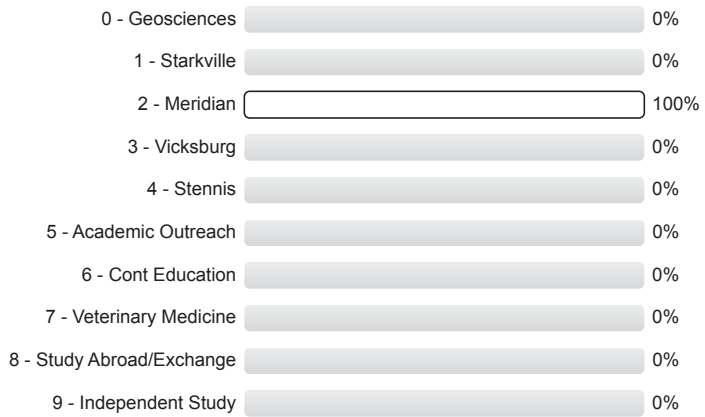 0 - Geosciences 0%
1 - Starkville 0%
2 - Meridian 100%
3 - Vicksburg 0%
4 - Stennis 0%
5 - Academic Outreach 0%
6 - Cont Education 0%
7 - Veterinary Medicine 0%
8 - Study Abroad/Exchange 0%
9 - Independent Study 0%